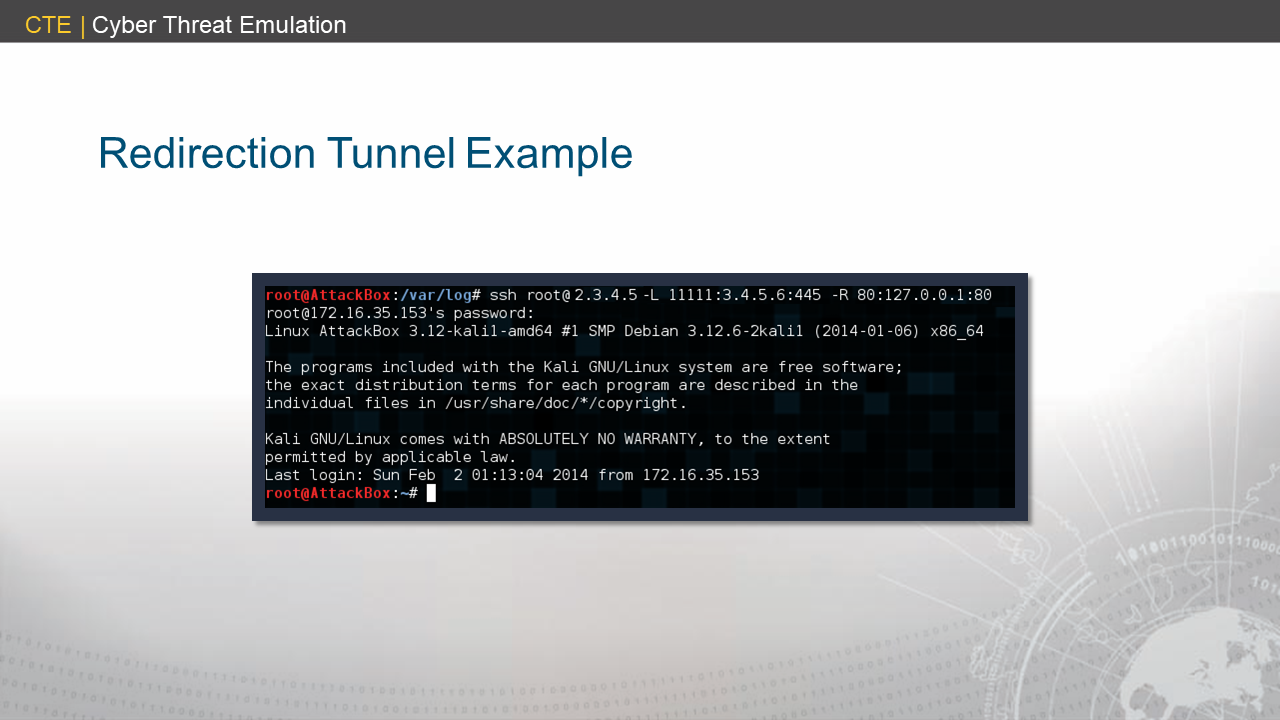 CTE | Cyber Threat Emulation
Redirection Tunnel Example
root@AttackBox:/var/log# ssh root@2.3.4.5 -L 11111:3.4.5.6:445 -R 80:127.0.0.1:80
root@172.16.35.153's password:
Linux AttackBox 3.12-kali1-amd64 #1 SMP Debian 3.12.6-2kali1 (2014-01-06) x86_64
The programs included with the Kali GNU/Linux system are free software;
the exact distribution terms for each program are described in the
individual files in /usr/share/doc/*/copyright.
Kali GNU/Linux comes with ABSOLUTELY NO WARRANTY, to the extent
permitted by applicable law.
Last login: Sun Feb  2 01:13:04 2014 from 172.16.35.153
root@AttackBox:~#